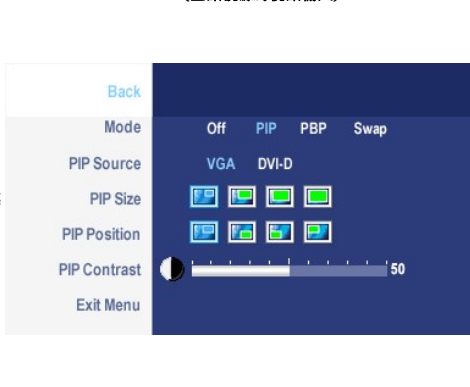 Back
Mode Off PIP PBP Swap
PIP Source VGA DVI-D
PIP Size
PIP Position
PIP Contrast 50
Exit Menu